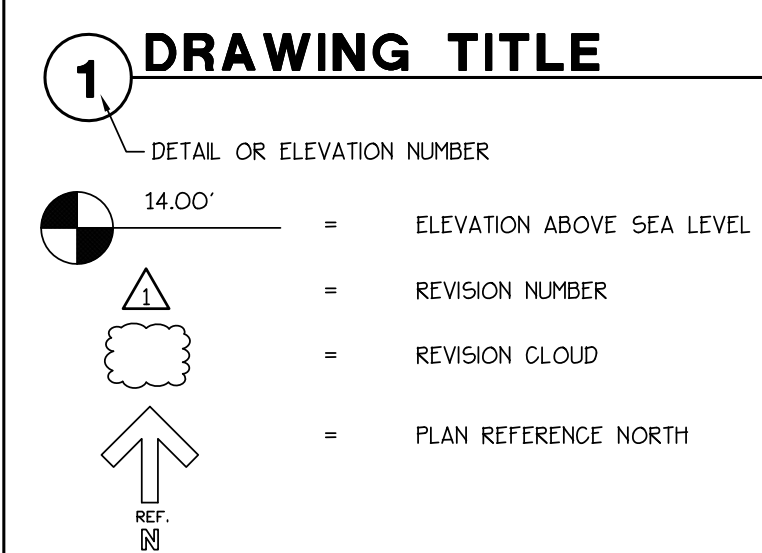 1 DRAWING TITLE
DETAIL OR ELEVATION NUMBER
14.00' = ELEVATION ABOVE SEA LEVEL
1 = REVISION NUMBER
= REVISION CLOUD
= PLAN REFERENCE NORTH
REF.
N